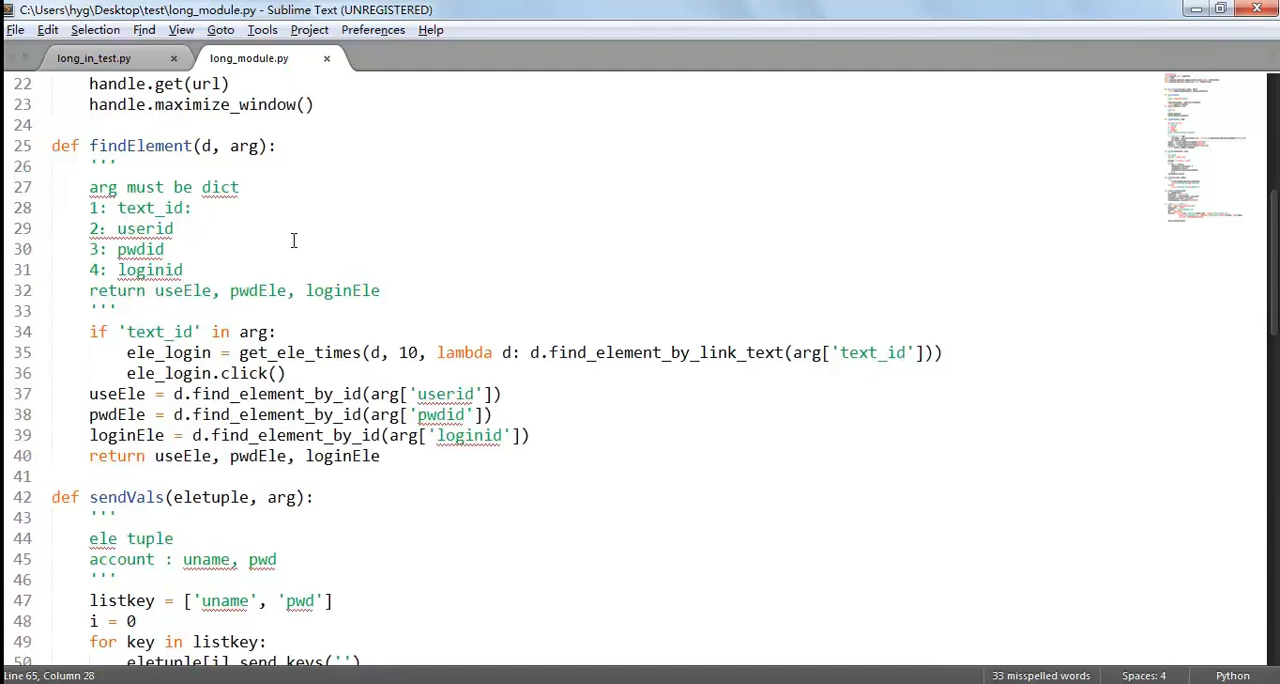 C:\Users\hyg\Desktop\test\long_module.py - Sublime Text (UNREGISTERED)
File Edit Selection Find View Goto Tools Project Preferences Help
long_in_test.py × long_module.py ×
22 handle.get(url)
23 handle.maximize_window()
24
25 def findElement(d, arg):
26 '''
27 arg must be dict
28 1: text_id:
29 2: userid
30 3: pwdid
31 4: loginid
32 return useEle, pwdEle, loginEle
33 '''
34 if 'text_id' in arg:
35 ele_login = get_ele_times(d, 10, lambda d: d.find_element_by_link_text(arg['text_id']))
36 ele_login.click()
37 useEle = d.find_element_by_id(arg['userid'])
38 pwdEle = d.find_element_by_id(arg['pwdid'])
39 loginEle = d.find_element_by_id(arg['loginid'])
40 return useEle, pwdEle, loginEle
41
42 def sendVals(eletuple, arg):
43 '''
44 ele tuple
45 account : uname, pwd
46 '''
47 listkey = ['uname', 'pwd']
48 i = 0
49 for key in listkey:
50 eletuple[i].send_keys('')
Line 65, Column 28 33 misspelled words Spaces: 4 Python